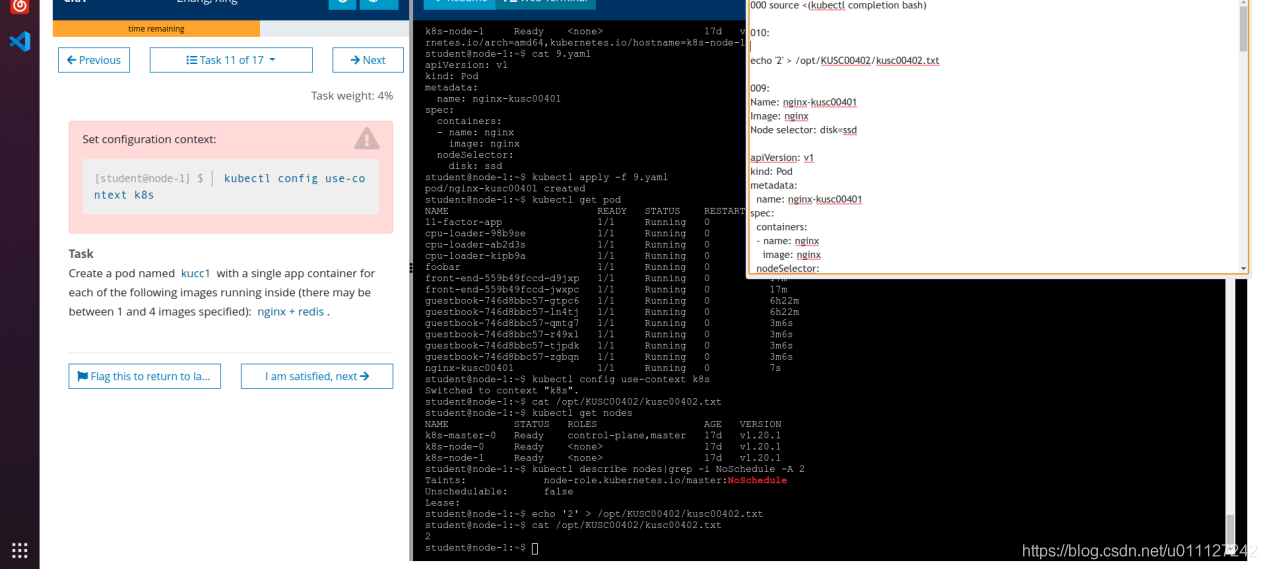 time remaining
Previous
Task 11 of 17
Next
Task weight: 4%
Set configuration context:
[student@node-1] $ | kubectl config use-co
ntext k8s
Task
Create a pod named kucc1 with a single app container for
each of the following images running inside (there may be
between 1 and 4 images specified): nginx + redis .
Flag this to return to la...
I am satisfied, next
k8s-node-1 Ready <none> 17d v
rnetes.io/arch=amd64,kubernetes.io/hostname=k8s-node-1
student@node-1:~$ cat 9.yaml
apiVersion: v1
kind: Pod
metadata:
name: nginx-kusc00401
spec:
containers:
- name: nginx
image: nginx
nodeSelector:
disk: ssd
student@node-1:~$ kubectl apply -f 9.yaml
pod/nginx-kusc00401 created
student@node-1:~$ kubectl get pod
NAME READY STATUS RESTART
11-factor-app 1/1 Running 0
cpu-loader-98b9se 1/1 Running 0
cpu-loader-ab2d3s 1/1 Running 0
cpu-loader-kipb9a 1/1 Running 0
foobar 1/1 Running 0
front-end-559b49fccd-d9jxp 1/1 Running 0 17m
front-end-559b49fccd-jwxpc 1/1 Running 0 17m
guestbook-746d8bbc57-gtpc6 1/1 Running 0 6h22m
guestbook-746d8bbc57-ln4tj 1/1 Running 0 6h22m
guestbook-746d8bbc57-qmtg7 1/1 Running 0 3m6s
guestbook-746d8bbc57-r49xl 1/1 Running 0 3m6s
guestbook-746d8bbc57-tjpdk 1/1 Running 0 3m6s
guestbook-746d8bbc57-zgbqn 1/1 Running 0 3m6s
nginx-kusc00401 1/1 Running 0 7s
student@node-1:~$ kubectl config use-context k8s
Switched to context "k8s".
student@node-1:~$ cat /opt/KUSC00402/kusc00402.txt
student@node-1:~$ kubectl get nodes
NAME STATUS ROLES AGE VERSION
k8s-master-0 Ready control-plane,master 17d v1.20.1
k8s-node-0 Ready <none> 17d v1.20.1
k8s-node-1 Ready <none> 17d v1.20.1
student@node-1:~$ kubectl describe nodes|grep -i NoSchedule -A 2
Taints: node-role.kubernetes.io/master:NoSchedule
Unschedulable: false
Lease:
student@node-1:~$ echo '2' > /opt/KUSC00402/kusc00402.txt
student@node-1:~$ cat /opt/KUSC00402/kusc00402.txt
2
student@node-1:~$
000 source <(kubectl completion bash)
010:
echo '2' > /opt/KUSC00402/kusc00402.txt
009:
Name: nginx-kusc00401
Image: nginx
Node selector: disk=ssd
apiVersion: v1
kind: Pod
metadata:
name: nginx-kusc00401
spec:
containers:
- name: nginx
image: nginx
nodeSelector:
https://blog.csdn.net/u011127242